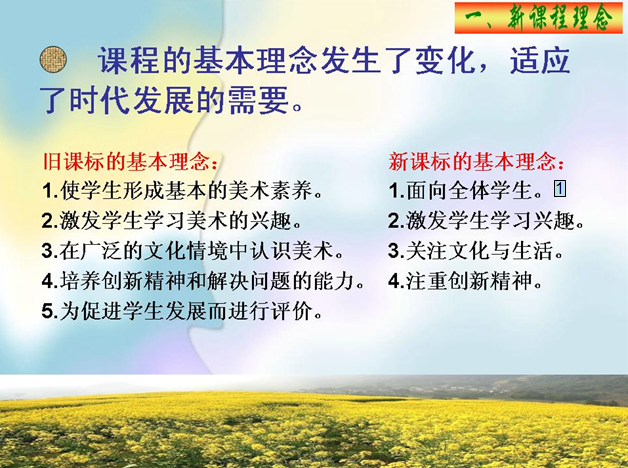 一、新课程理念
课程的基本理念发生了变化，适应
了时代发展的需要。
旧课标的基本理念：
1.使学生形成基本的美术素养。
2.激发学生学习美术的兴趣。
3.在广泛的文化情境中认识美术。
4.培养创新精神和解决问题的能力。
5.为促进学生发展而进行评价。
新课标的基本理念：
1.面向全体学生。1
2.激发学生学习兴趣。
3.关注文化与生活。
4.注重创新精神。